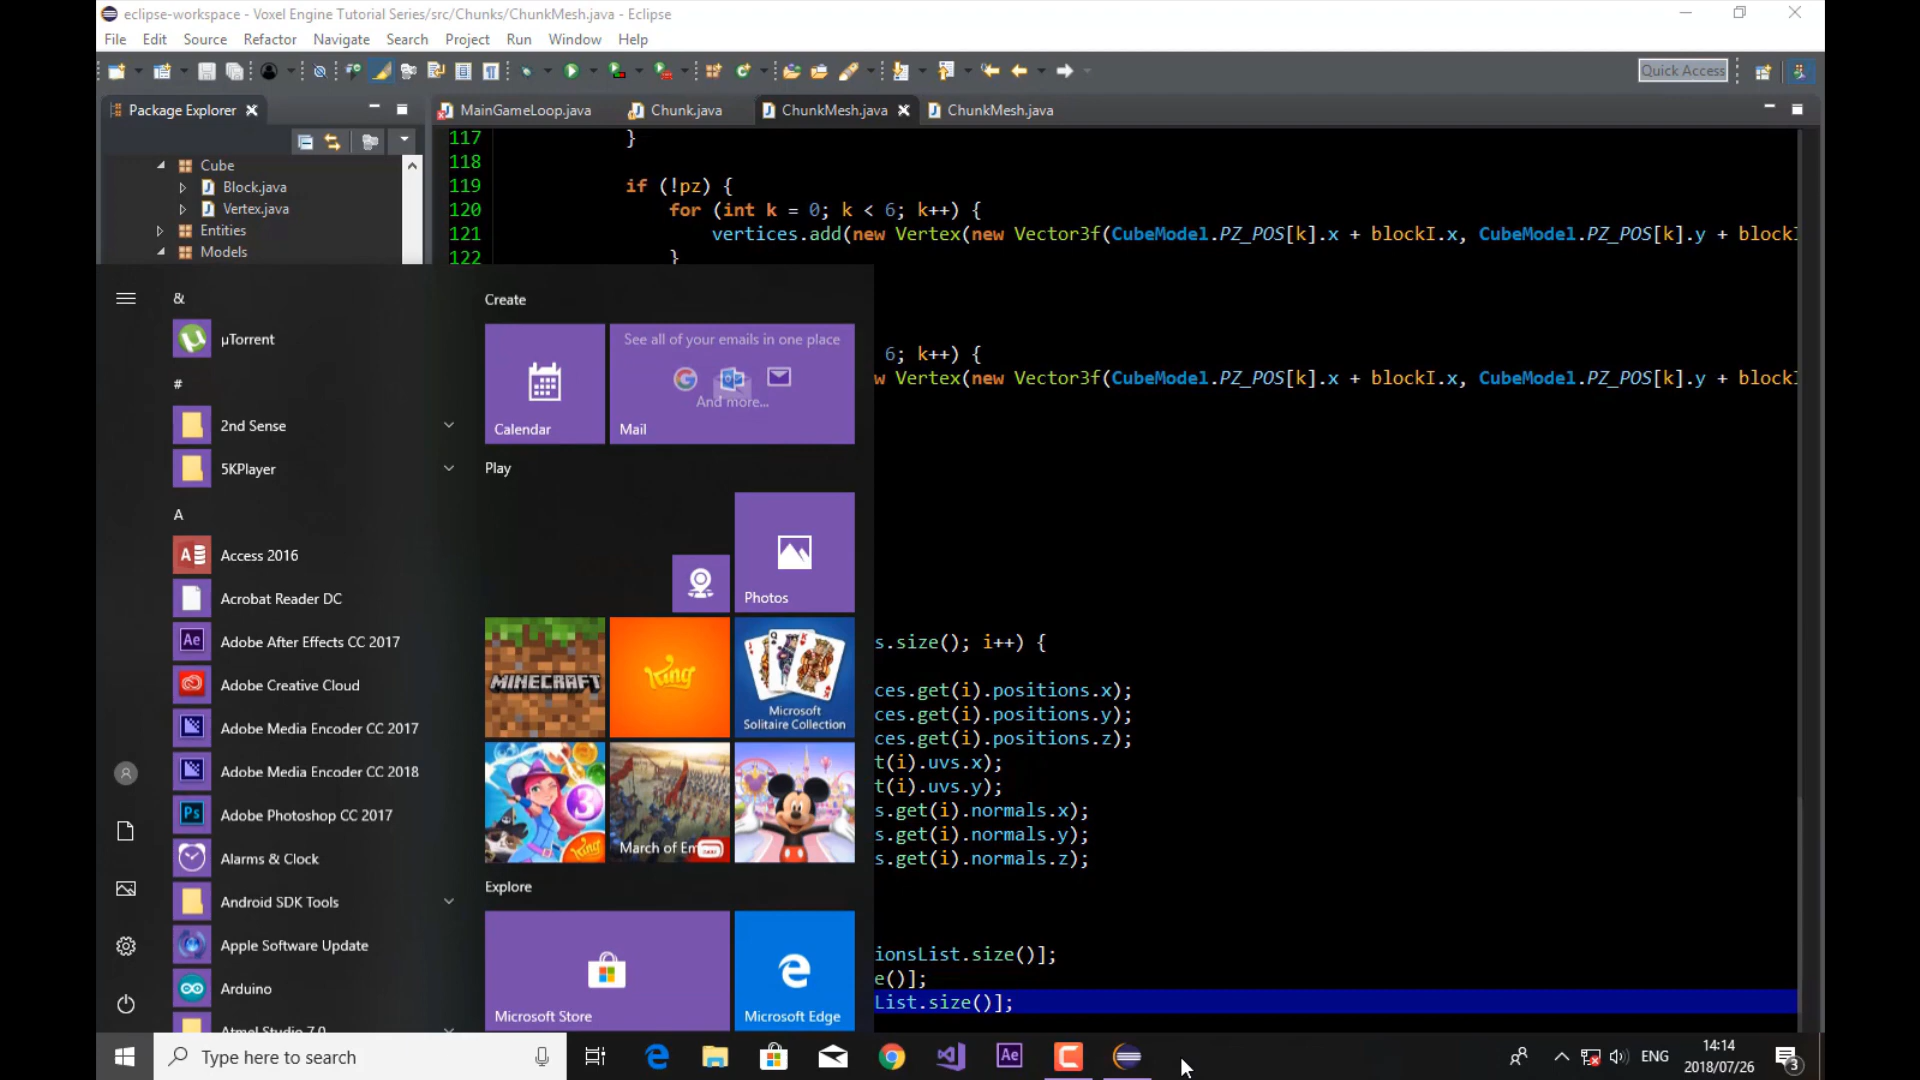 eclipse-workspace - Voxel Engine Tutorial Series/src/Chunks/ChunkMesh.java - Eclipse
File Edit Source Refactor Navigate Search Project Run Window Help
Quick Access
Package Explorer
MainGameLoop.java Chunk.java ChunkMesh.java ChunkMesh.java
Cube
Block.java
Vertex.java
Entities
Models
117 }
118
119 if (!pz) {
120 for (int k = 0; k < 6; k++) {
121 vertices.add(new Vertex(new Vector3f(CubeModel.PZ_POS[k].x + blockI.x, CubeModel.PZ_POS[k].y + blockI
122 }
6; k++) {
w Vertex(new Vector3f(CubeModel.PZ_POS[k].x + blockI.x, CubeModel.PZ_POS[k].y + blockI
s.size(); i++) {
ces.get(i).positions.x);
ces.get(i).positions.y);
ces.get(i).positions.z);
t(i).uvs.x);
t(i).uvs.y);
s.get(i).normals.x);
s.get(i).normals.y);
s.get(i).normals.z);
ionsList.size()];
e()];
List.size()];
&
µTorrent
#
2nd Sense
5KPlayer
A
Access 2016
Acrobat Reader DC
Adobe After Effects CC 2017
Adobe Creative Cloud
Adobe Media Encoder CC 2017
Adobe Media Encoder CC 2018
Adobe Photoshop CC 2017
Alarms & Clock
Android SDK Tools
Apple Software Update
Arduino
Atmel Studio 7.0
Create
Calendar
See all of your emails in one place
And more...
Mail
Play
Photos
MINECRAFT
King
Microsoft
Solitaire Collection
3
King
March of Em
Explore
Microsoft Store
Microsoft Edge
Type here to search
ENG
14:14
2018/07/26
3